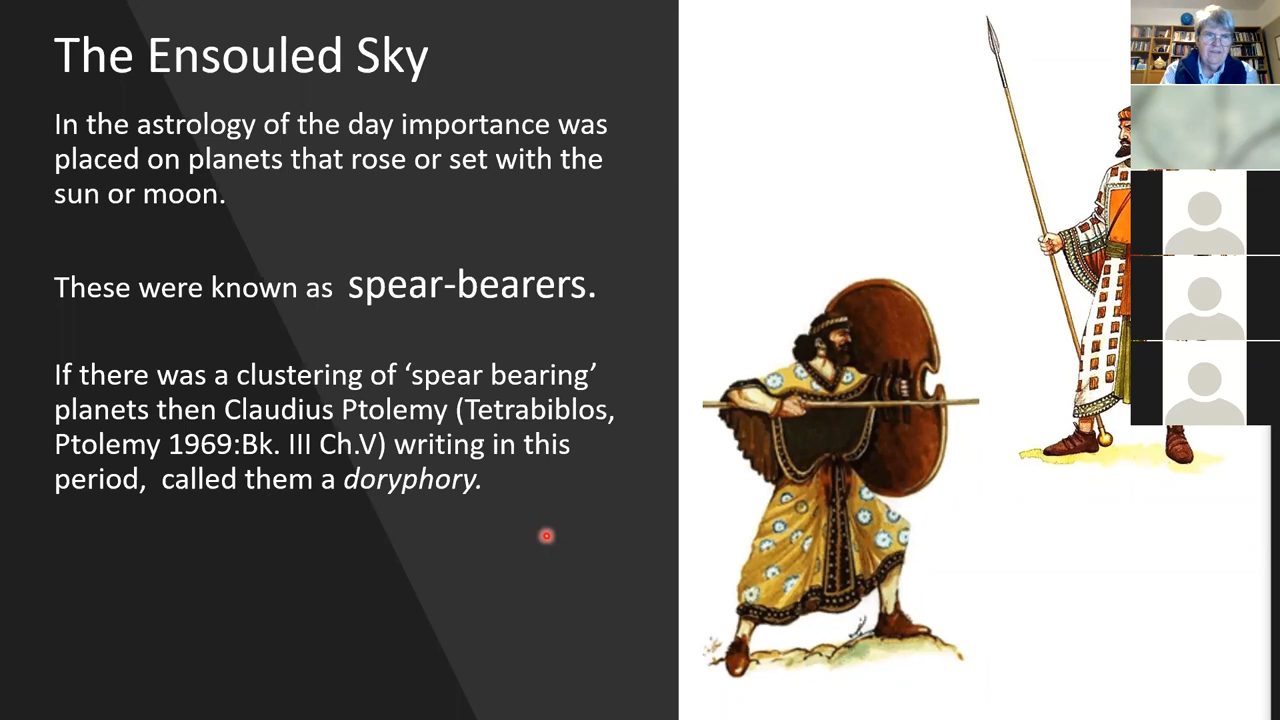 The Ensouled Sky
In the astrology of the day importance was
placed on planets that rose or set with the
sun or moon.
These were known as spear-bearers.
If there was a clustering of ‘spear bearing’
planets then Claudius Ptolemy (Tetrabiblos,
Ptolemy 1969:Bk. III Ch.V) writing in this
period, called them a doryphory.